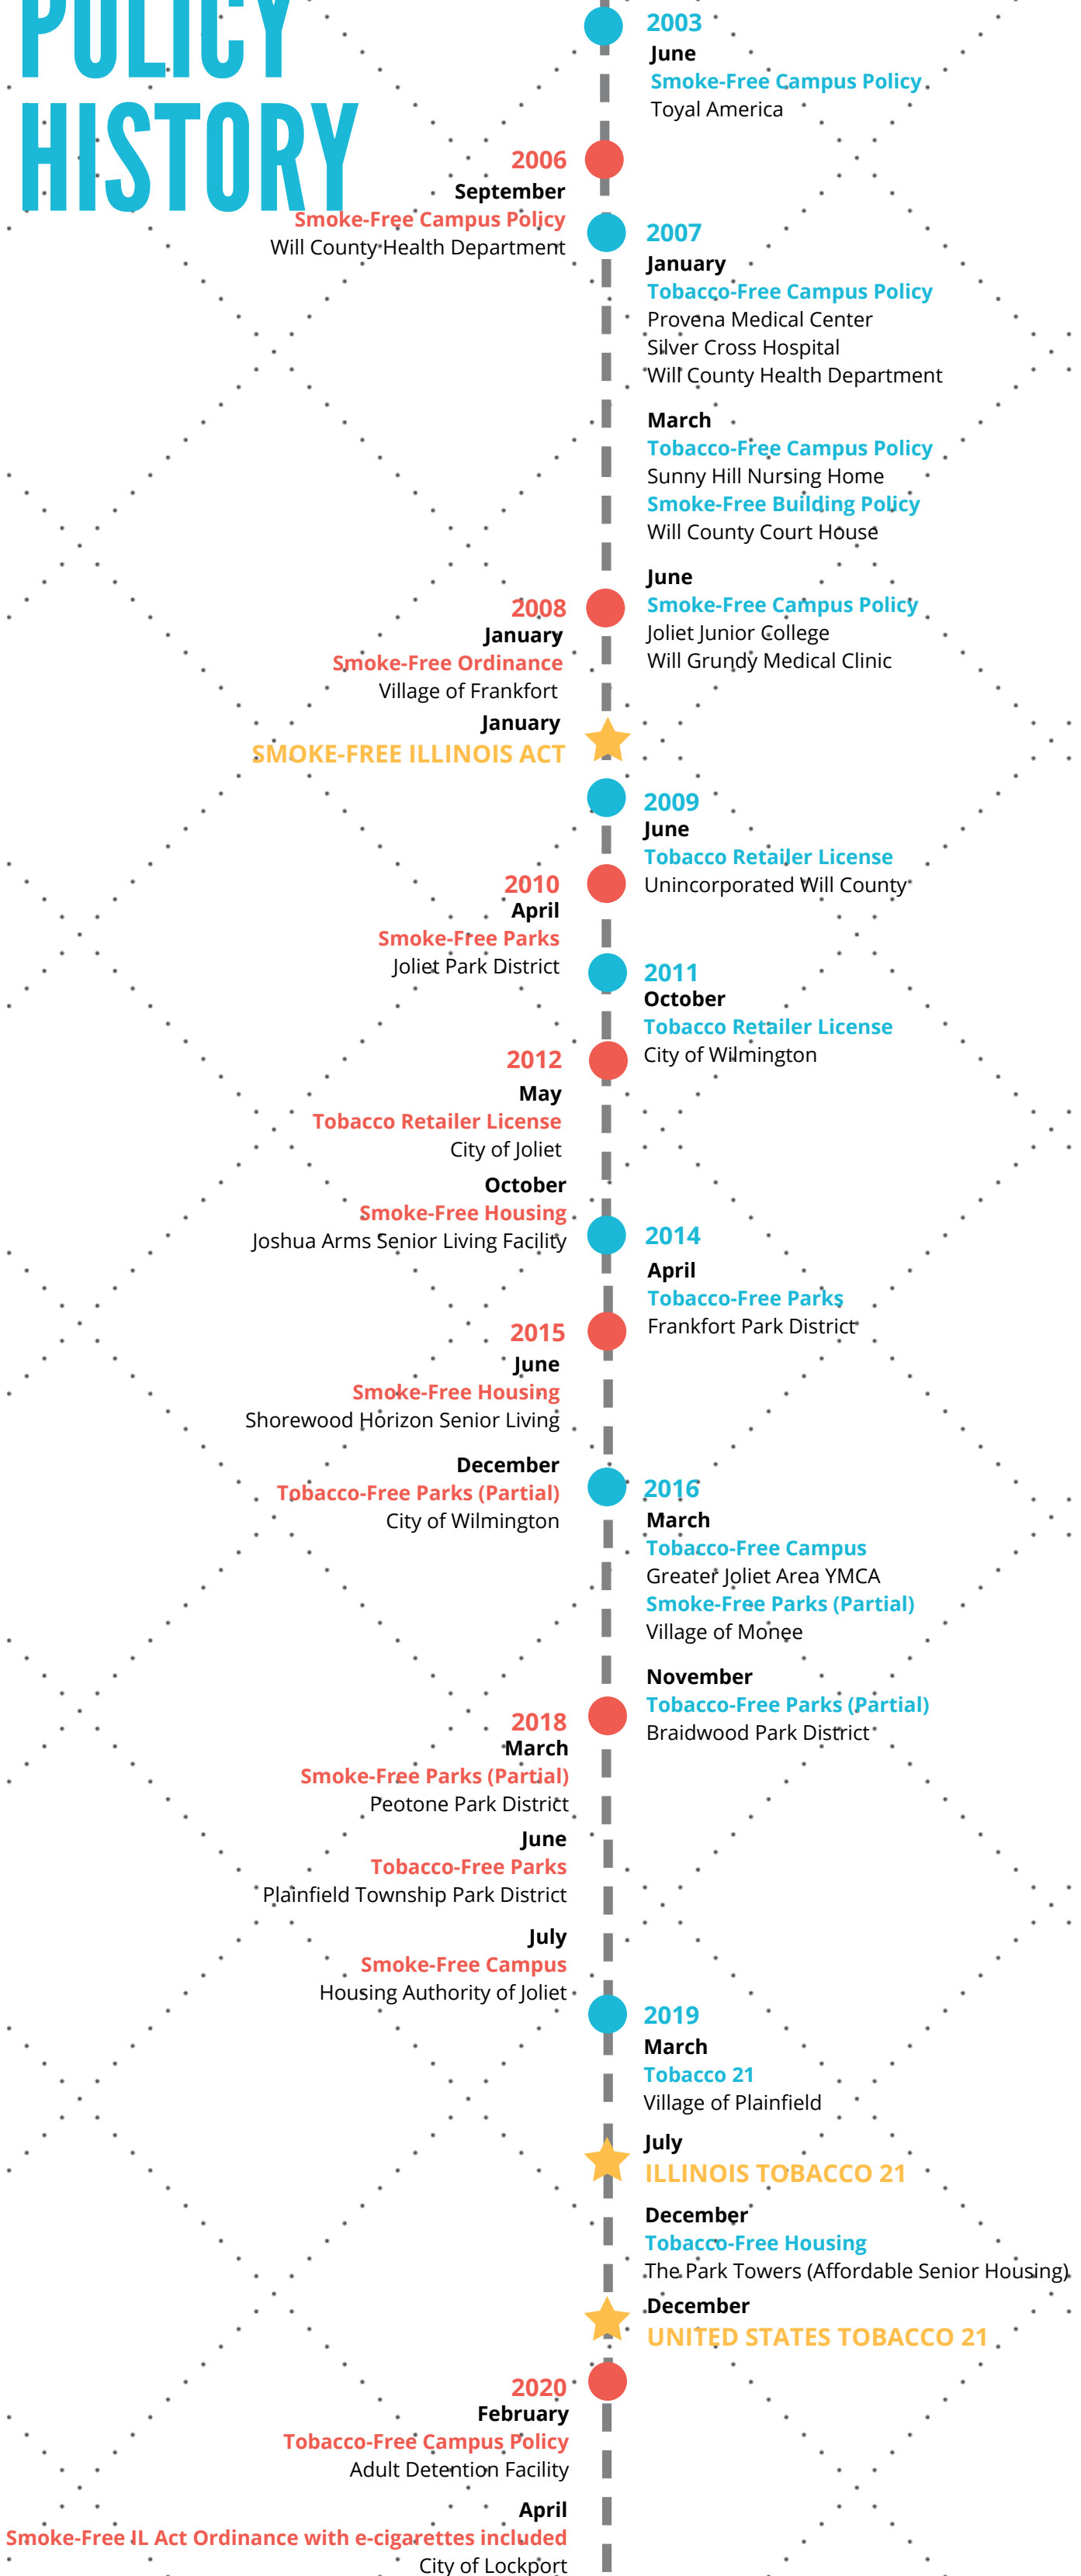 POLICY
HISTORY
2003
June
Smoke-Free Campus Policy
Toyal America
2006
September
Smoke-Free Campus Policy
Will County Health Department
2007
January
Tobacco-Free Campus Policy
Provena Medical Center
Silver Cross Hospital
Will County Health Department
March
Tobacco-Free Campus Policy
Sunny Hill Nursing Home
Smoke-Free Building Policy
Will County Court House
June
Smoke-Free Campus Policy
Joliet Junior College
Will Grundy Medical Clinic
2008
January
Smoke-Free Ordinance
Village of Frankfort
January
SMOKE-FREE ILLINOIS ACT
2009
June
Tobacco Retailer License
Unincorporated Will County
2010
April
Smoke-Free Parks
Joliet Park District
2011
October
Tobacco Retailer License
City of Wilmington
2012
May
Tobacco Retailer License
City of Joliet
October
Smoke-Free Housing
Joshua Arms Senior Living Facility
2014
April
Tobacco-Free Parks
Frankfort Park District
2015
June
Smoke-Free Housing
Shorewood Horizon Senior Living
December
Tobacco-Free Parks (Partial)
City of Wilmington
2016
March
Tobacco-Free Campus
Greater Joliet Area YMCA
Smoke-Free Parks (Partial)
Village of Monee
November
Tobacco-Free Parks (Partial)
Braidwood Park District
2018
March
Smoke-Free Parks (Partial)
Peotone Park District
June
Tobacco-Free Parks
Plainfield Township Park District
July
Smoke-Free Campus
Housing Authority of Joliet
2019
March
Tobacco 21
Village of Plainfield
July
ILLINOIS TOBACCO 21
December
Tobacco-Free Housing
The Park Towers (Affordable Senior Housing)
December
UNITED STATES TOBACCO 21
2020
February
Tobacco-Free Campus Policy
Adult Detention Facility
April
Smoke-Free IL Act Ordinance with e-cigarettes included
City of Lockport